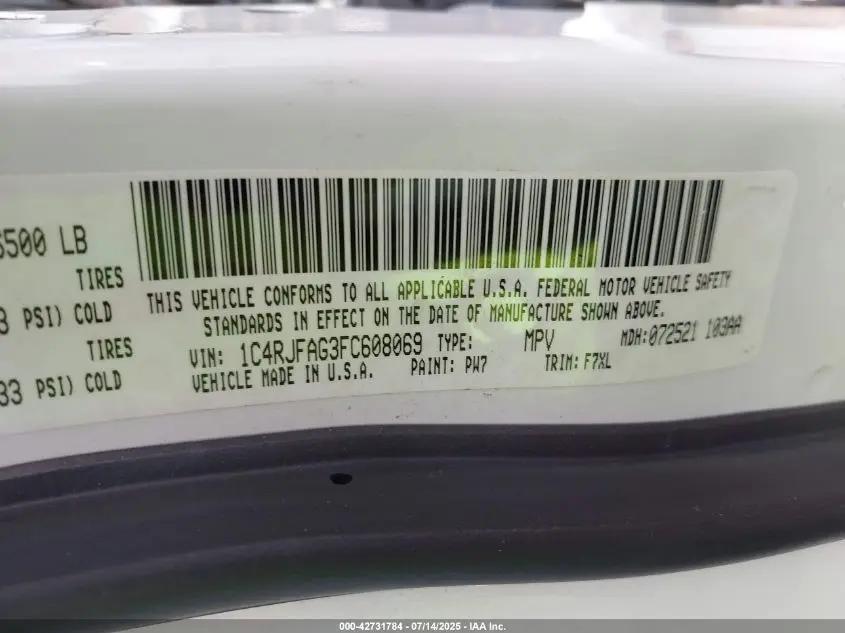 6500 LB
TIRES
3 PSI) COLD
TIRES
33 PSI) COLD
THIS VEHICLE CONFORMS TO ALL APPLICABLE U.S.A. FEDERAL MOTOR VEHICLE SAFETY
STANDARDS IN EFFECT ON THE DATE OF MANUFACTURE SHOWN ABOVE.
VIN: 1C4RJFAG3FC608069 TYPE: MPV MDH:072521 103AA
VEHICLE MADE IN U.S.A. PAINT: PW7 TRIM: F7XL
000-42731784 - 07/14/2025 - IAA Inc.